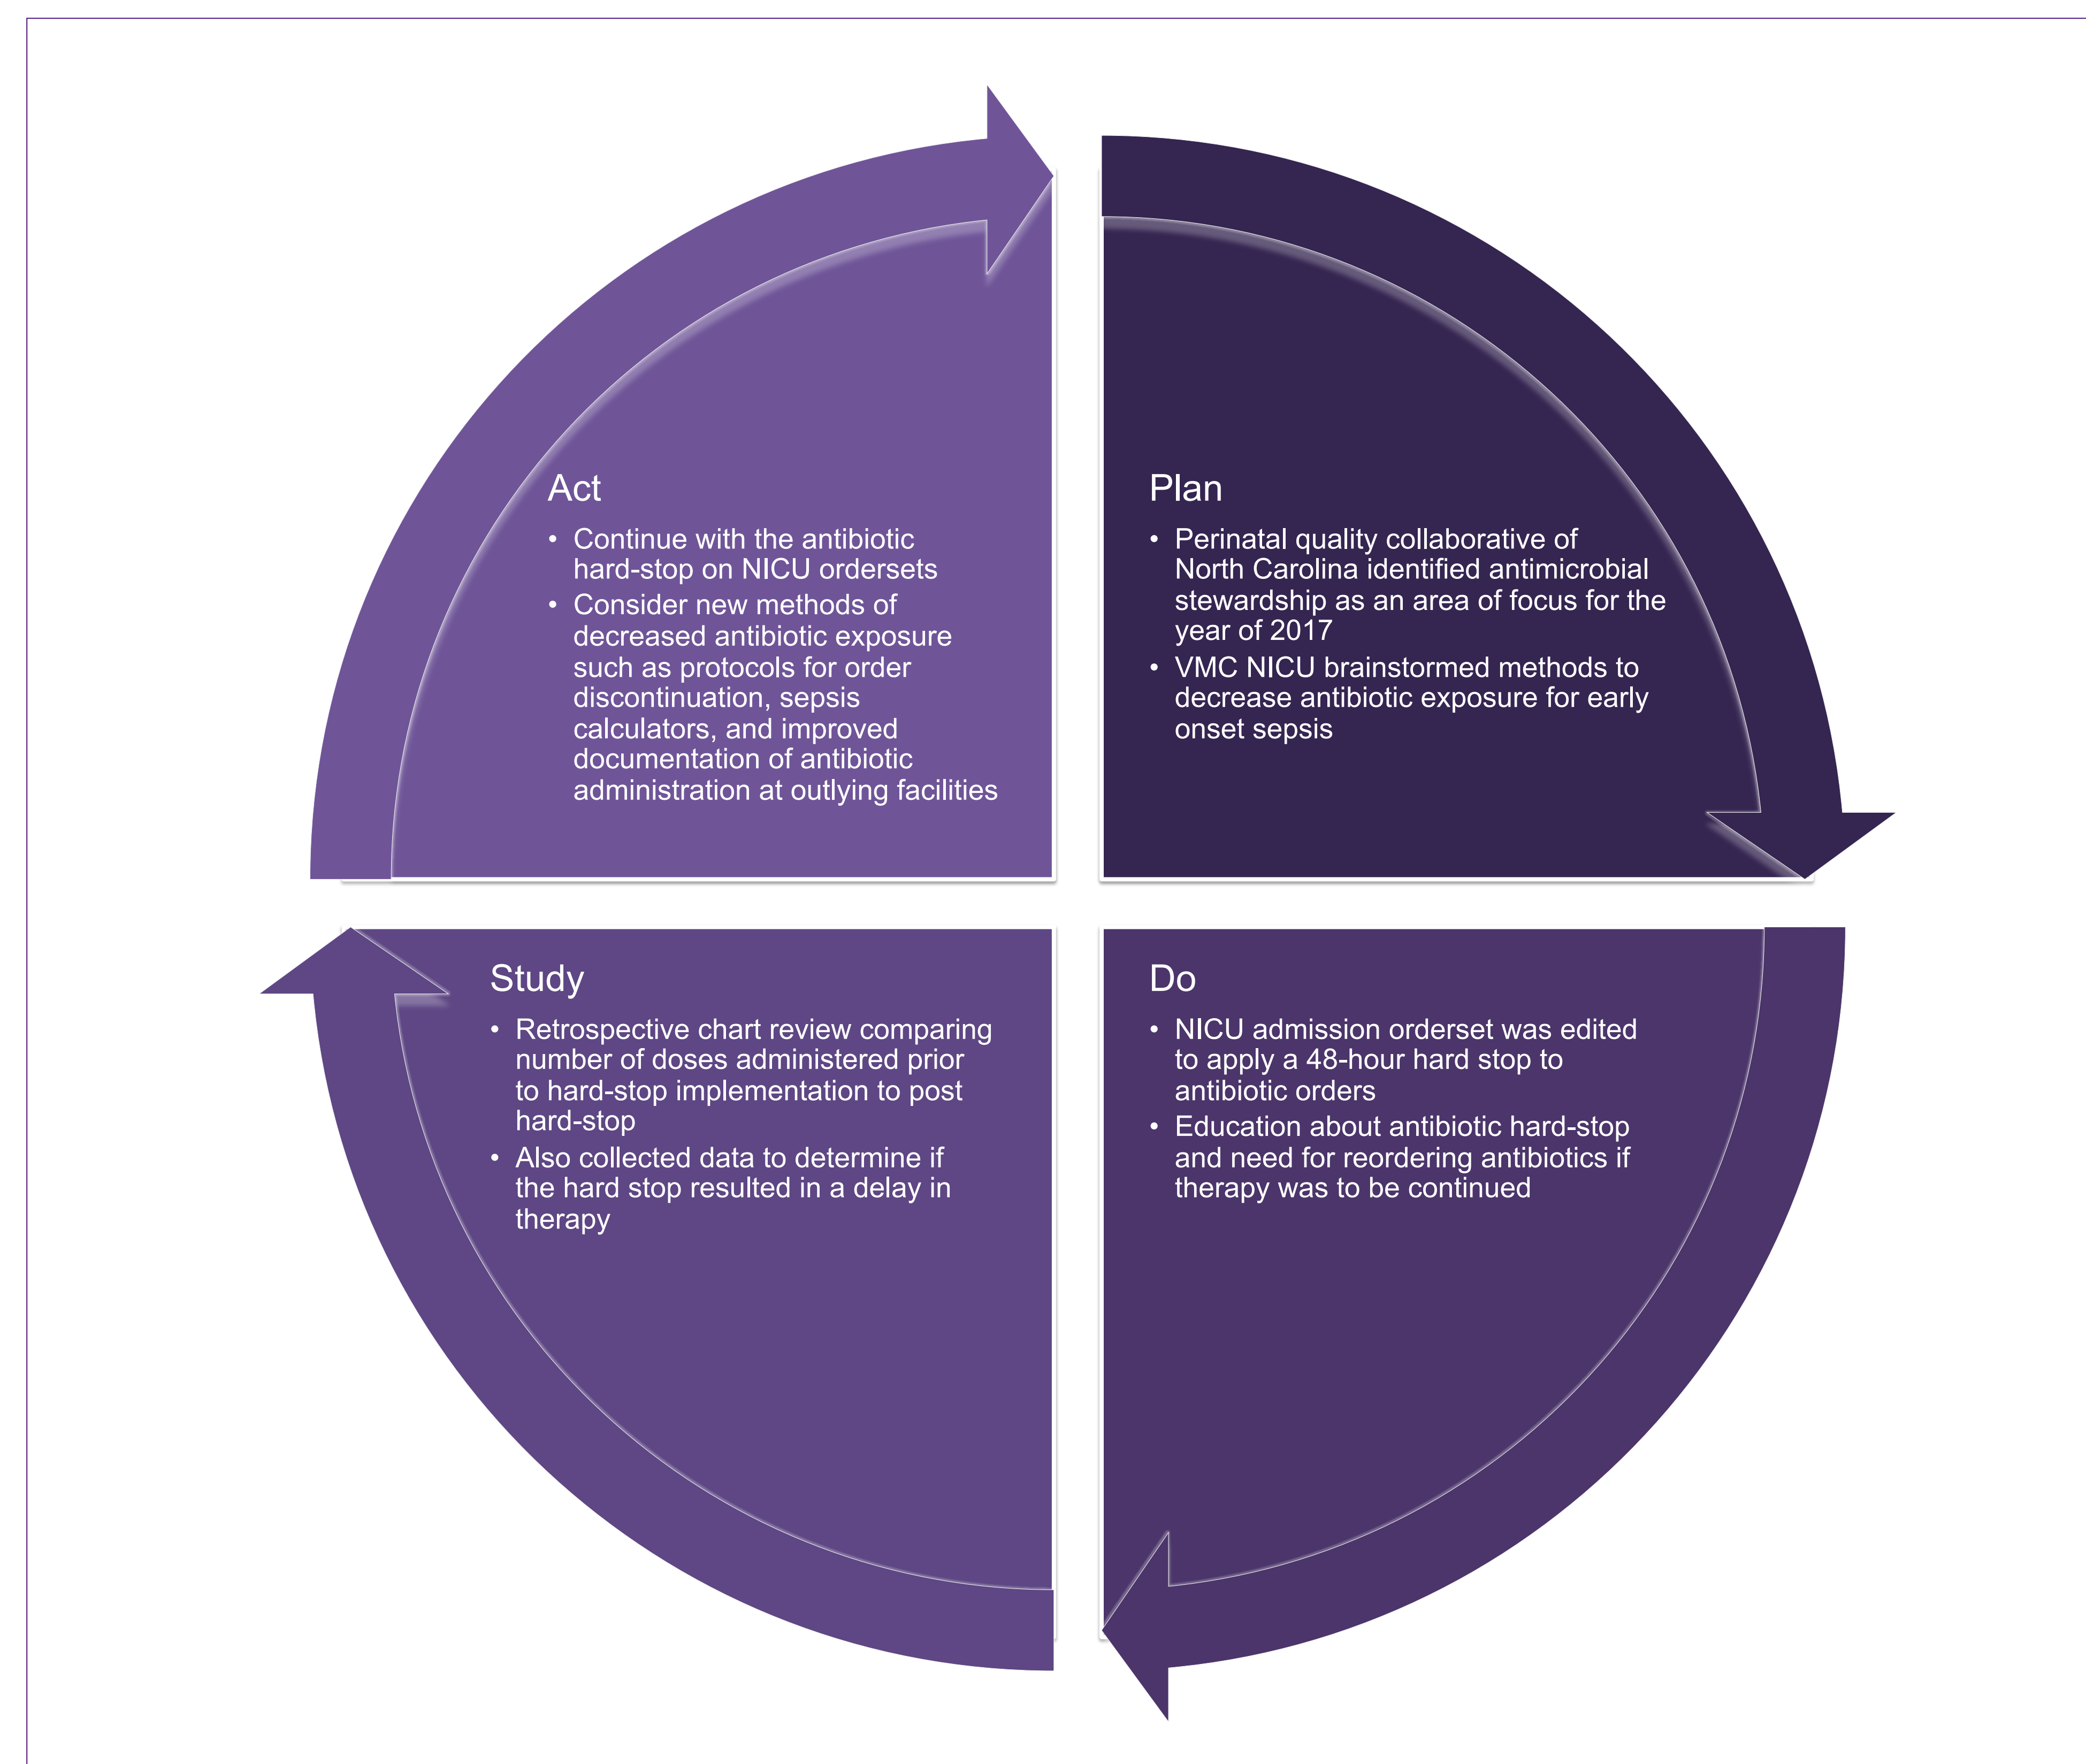 Act
• Continue with the antibiotic
hard-stop on NICU ordersets
• Consider new methods of
decreased antibiotic exposure
such as protocols for order
discontinuation, sepsis
calculators, and improved
documentation of antibiotic
administration at outlying facilities
Plan
• Perinatal quality collaborative of
North Carolina identified antimicrobial
stewardship as an area of focus for the
year of 2017
• VMC NICU brainstormed methods to
decrease antibiotic exposure for early
onset sepsis
Study
• Retrospective chart review comparing
number of doses administered prior
to hard-stop implementation to post
hard-stop
• Also collected data to determine if
the hard stop resulted in a delay in
therapy
Do
• NICU admission orderset was edited
to apply a 48-hour hard stop to
antibiotic orders
• Education about antibiotic hard-stop
and need for reordering antibiotics if
therapy was to be continued